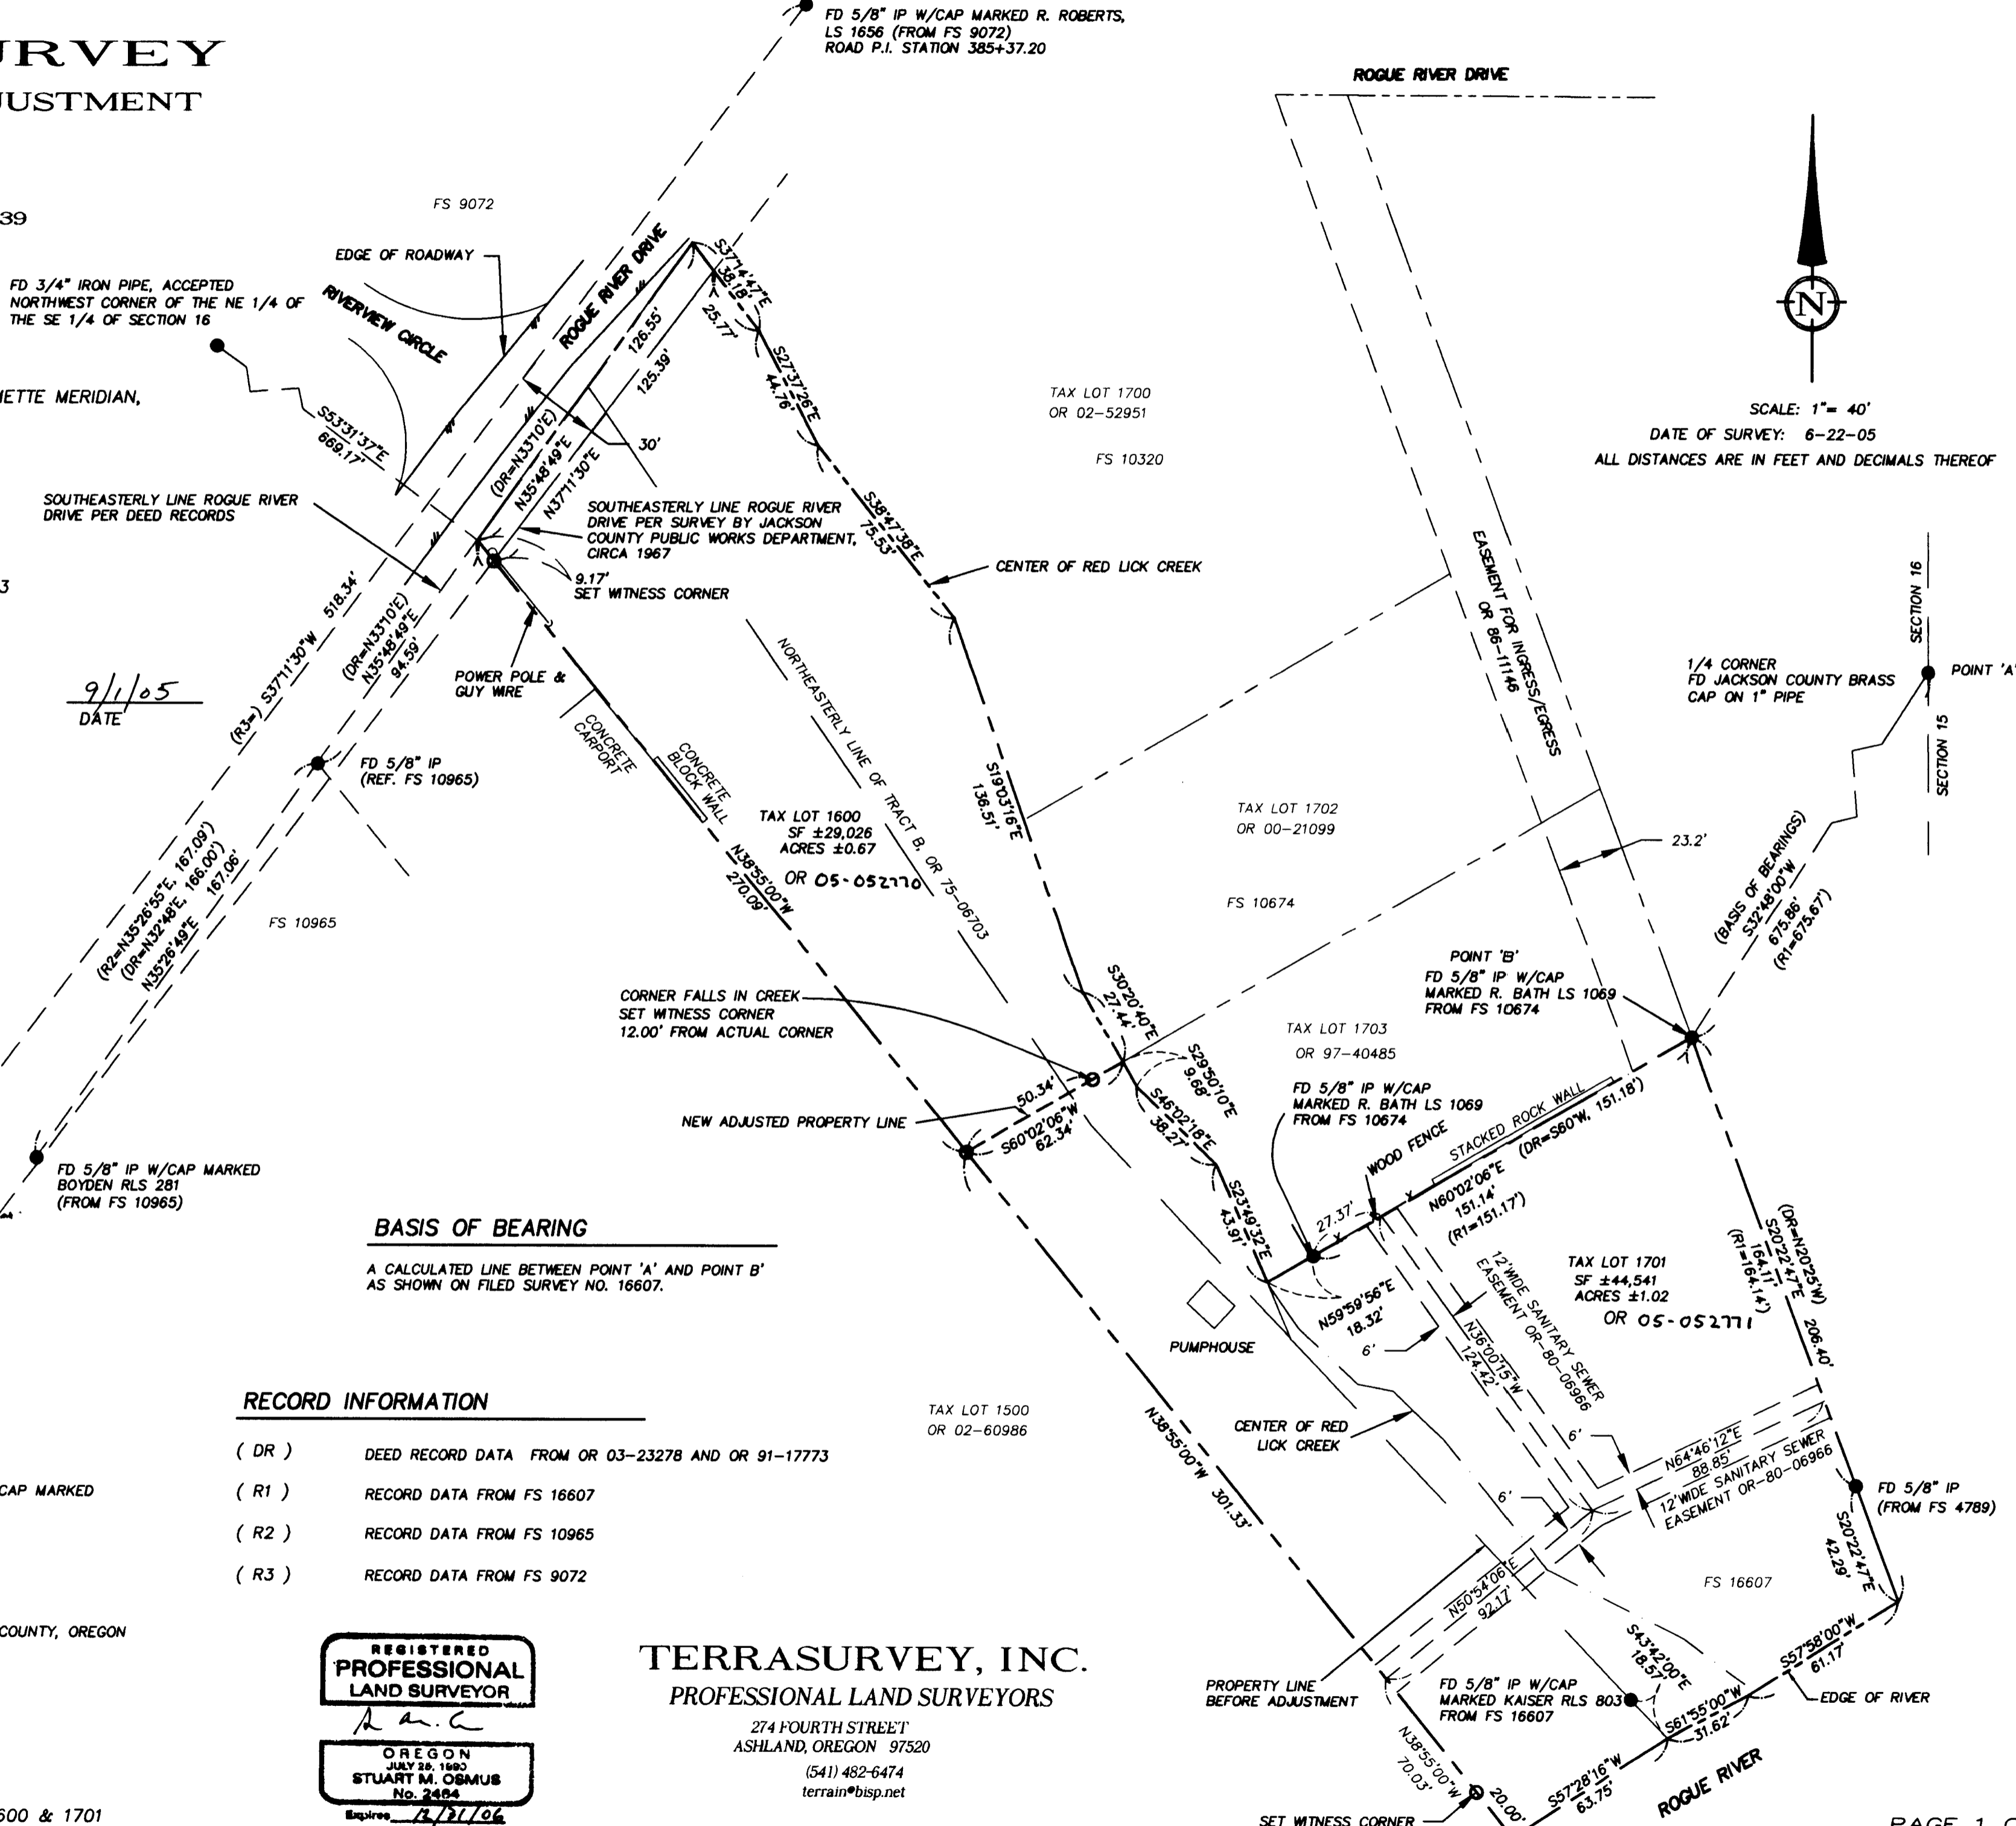 URVEY
JUSTMENT
39
FD 5/8" IP W/CAP MARKED R. ROBERTS,
LS 1656 (FROM FS 9072)
ROAD P.I. STATION 385+37.20
ROGUE RIVER DRIVE
FS 9072
EDGE OF ROADWAY
FD 3/4" IRON PIPE, ACCEPTED
NORTHWEST CORNER OF THE NE 1/4 OF
THE SE 1/4 OF SECTION 16
RIVERVIEW CIRCLE
ROGUE RIVER DRIVE
S37°14'47"E
38.18'
25.77'
126.55'
125.39'
S27°37'26"E
44.76'
N
SCALE: 1"= 40'
DATE OF SURVEY: 6-22-05
ALL DISTANCES ARE IN FEET AND DECIMALS THEREOF
TAX LOT 1700
OR 02-52951
FS 10320
METTE MERIDIAN,
S53°31'37"E
669.17'
30'
(DR=N33°10'E)
N35°48'49"E
N37°11'30"E
SOUTHEASTERLY LINE ROGUE RIVER
DRIVE PER DEED RECORDS
SOUTHEASTERLY LINE ROGUE RIVER
DRIVE PER SURVEY BY JACKSON
COUNTY PUBLIC WORKS DEPARTMENT,
CIRCA 1967
S38°47'38"E
75.53'
CENTER OF RED LICK CREEK
9.17'
SET WITNESS CORNER
3
EASEMENT FOR INGRESS/EGRESS
OR 86-11146
SECTION 16
SECTION 15
1/4 CORNER
FD JACKSON COUNTY BRASS
CAP ON 1" PIPE
POINT 'A'
9/1/05
DATE
(R3=) S37°11'30"W 518.34'
(DR=N33°10'E)
N35°48'49"E
94.59'
POWER POLE &
GUY WIRE
FD 5/8" IP
(REF. FS 10965)
CONCRETE
CARPORT
CONCRETE
BLOCK WALL
NORTHEASTERLY LINE OF TRACT B, OR 75-06703
TAX LOT 1600
SF ±29,026
ACRES ±0.67
OR 05-052770
S19°03'16"E
136.51'
TAX LOT 1702
OR 00-21099
FS 10674
23.2'
(BASIS OF BEARINGS)
S32°48'00"W
675.86'
(R1=675.67')
(R2=N35°26'55"E, 167.09')
(DR=N32°48'E, 166.00')
N35°26'49"E 167.06'
FS 10965
N38°55'00"W
270.09'
POINT 'B'
FD 5/8" IP W/CAP
MARKED R. BATH LS 1069
FROM FS 10674
CORNER FALLS IN CREEK
SET WITNESS CORNER
12.00' FROM ACTUAL CORNER
S30°20'40"E
27.44'
TAX LOT 1703
OR 97-40485
S29°50'10"E
9.68'
FD 5/8" IP W/CAP
MARKED R. BATH LS 1069
FROM FS 10674
NEW ADJUSTED PROPERTY LINE
50.34'
S60°02'06"W
62.34'
S46°02'18"E
38.27'
WOOD FENCE
STACKED ROCK WALL
(DR=S60°W, 151.18')
N60°02'06"E
151.14'
(R1=151.17')
FD 5/8" IP W/CAP MARKED
BOYDEN RLS 281
(FROM FS 10965)
S23°49'32"E
43.91'
27.37'
N59°59'56"E
18.32'
BASIS OF BEARING
A CALCULATED LINE BETWEEN POINT 'A' AND POINT B'
AS SHOWN ON FILED SURVEY NO. 16607.
12'WIDE SANITARY SEWER
EASEMENT OR-80-06966
TAX LOT 1701
SF ±44,541
ACRES ±1.02
OR 05-052771
(DR=N20°25'W)
S20°22'47"E 206.40'
164.11'
(R1=164.14')
PUMPHOUSE
6'
N36°00'15"W
124.42'
RECORD INFORMATION
( DR ) DEED RECORD DATA FROM OR 03-23278 AND OR 91-17773
( R1 ) RECORD DATA FROM FS 16607
( R2 ) RECORD DATA FROM FS 10965
( R3 ) RECORD DATA FROM FS 9072
TAX LOT 1500
OR 02-60986
N38°55'00"W 301.33'
CENTER OF RED
LICK CREEK
6'
N64°46'12"E
88.85'
12'WIDE SANITARY SEWER
EASEMENT OR-80-06966
6'
FD 5/8" IP
(FROM FS 4789)
CAP MARKED
S20°22'47"E
42.29'
N50°54'06"E
92.17'
FS 16607
COUNTY, OREGON
S43°42'00"E
18.57'
S57°58'00"W
61.17'
EDGE OF RIVER
PROPERTY LINE
BEFORE ADJUSTMENT
FD 5/8" IP W/CAP
MARKED KAISER RLS 803
FROM FS 16607
S61°55'00"W
31.62'
N38°55'00"W
70.03'
20.00'
S57°28'16"W
63.75'
ROGUE RIVER
SET WITNESS CORNER
REGISTERED
PROFESSIONAL
LAND SURVEYOR
OREGON
STUART M. OSMUS
No. 2464
Expires 12/31/06
TERRASURVEY, INC.
PROFESSIONAL LAND SURVEYORS
274 FOURTH STREET
ASHLAND, OREGON 97520
(541) 482-6474
terrain@bisp.net
600 & 1701
PAGE 1